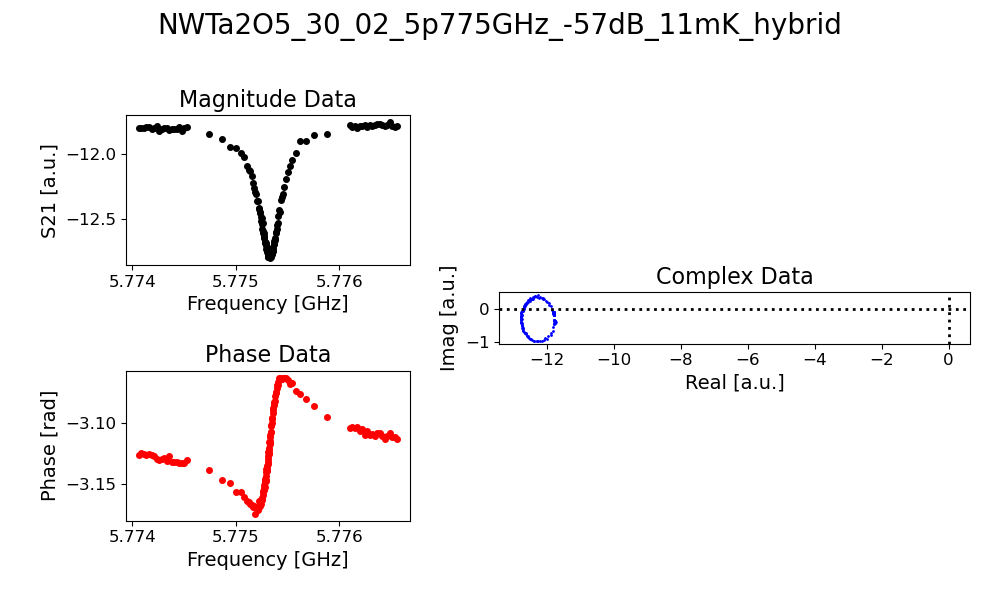 NWTa2O5_30_02_5p775GHz_-57dB_11mK_hybrid
Magnitude Data
S21 [a.u.]
−12.0
−12.5
5.774 5.775 5.776
Frequency [GHz]
Phase Data
Phase [rad]
−3.10
−3.15
5.774 5.775 5.776
Frequency [GHz]
Complex Data
Imag [a.u.]
0
−1
−12 −10 −8 −6 −4 −2 0
Real [a.u.]